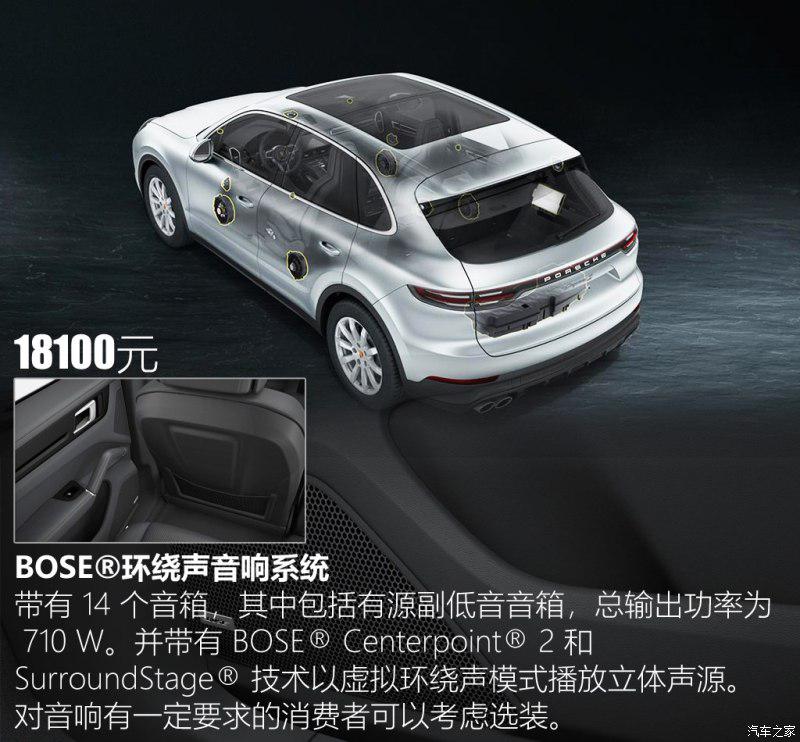 PORSCHE
18100元
BOSE®环绕声音响系统
带有 14 个音箱，其中包括有源副低音音箱，总输出功率为
710 W。并带有 BOSE® Centerpoint® 2 和
SurroundStage® 技术以虚拟环绕声模式播放立体声源。
对音响有一定要求的消费者可以考虑选装。
汽车之家